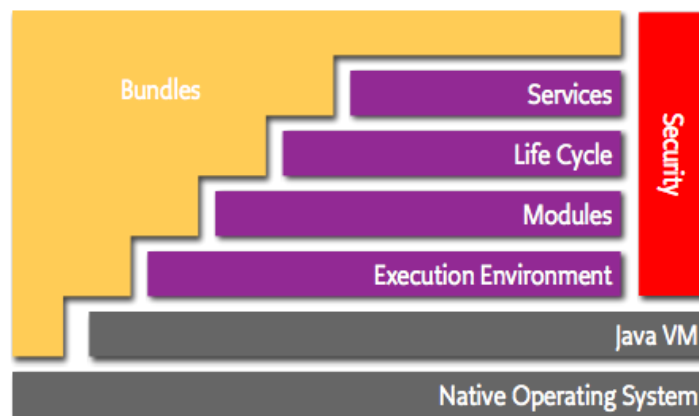 Bundles
Services
Life Cycle
Modules
Execution Environment
Java VM
Native Operating System
Security